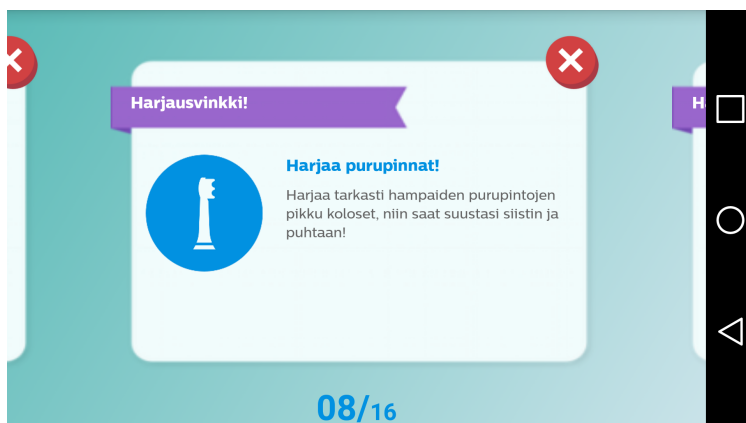 Harjausvinkki!
Harjaa purupinnat!
Harjaa tarkasti hampaiden purupintojen
pikku koloset, niin saat suustasi siistin ja
puhtaan!
08/16